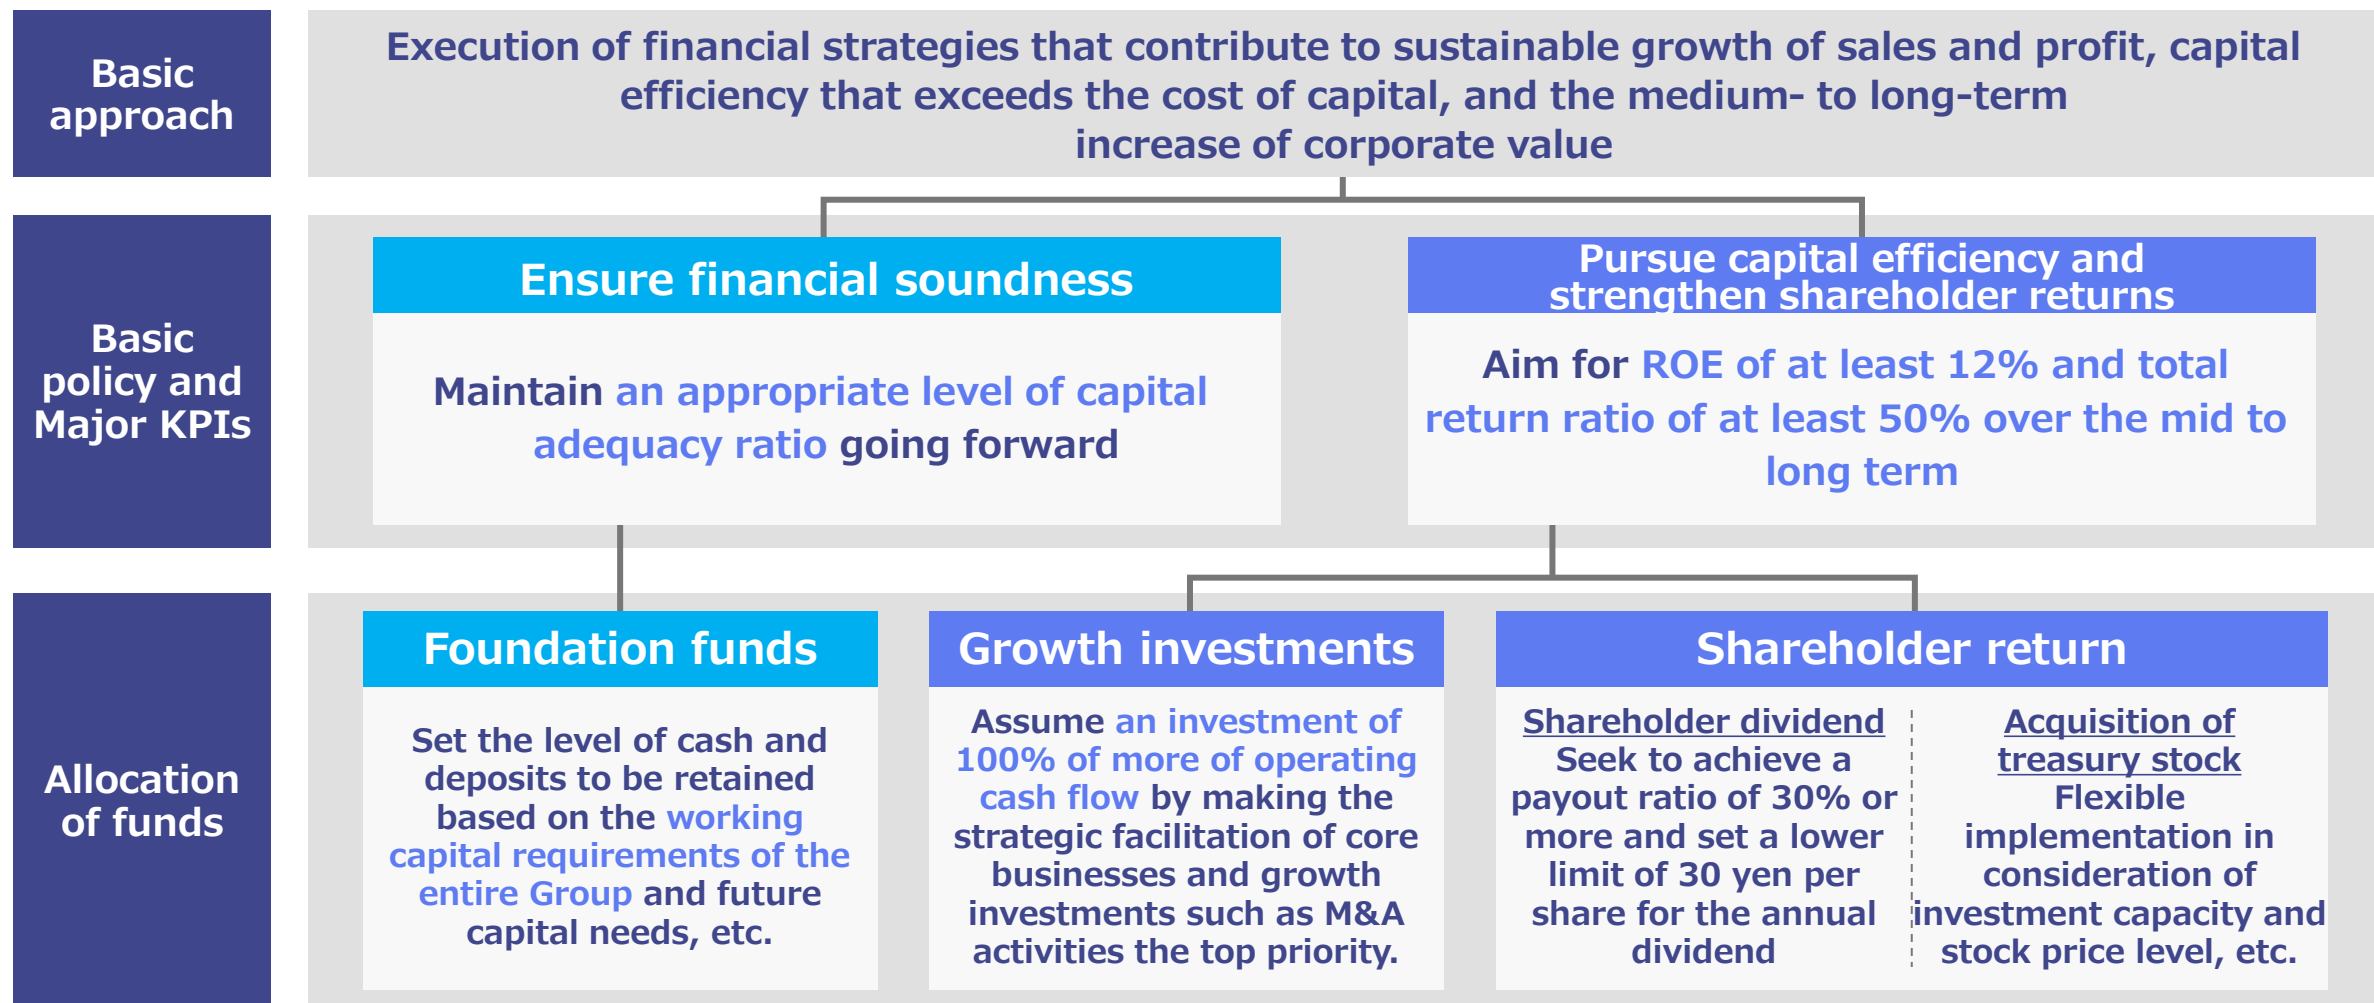 Basic
approach
Execution of financial strategies that contribute to sustainable growth of sales and profit, capital
efficiency that exceeds the cost of capital, and the medium- to long-term
increase of corporate value
Basic
policy and
Major KPIs
Ensure financial soundness
Maintain an appropriate level of capital
adequacy ratio going forward
Pursue capital efficiency and
strengthen shareholder returns
Aim for ROE of at least 12% and total
return ratio of at least 50% over the mid to
long term
Allocation
of funds
Foundation funds
Set the level of cash and
deposits to be retained
based on the working
capital requirements of the
entire Group and future
capital needs, etc.
Growth investments
Assume an investment of
100% of more of operating
cash flow by making the
strategic facilitation of core
businesses and growth
investments such as M&A
activities the top priority.
Shareholder return
Shareholder dividend
Seek to achieve a
payout ratio of 30% or
more and set a lower
limit of 30 yen per
share for the annual
dividend
Acquisition of
treasury stock
Flexible
implementation in
consideration of
investment capacity and
stock price level, etc.